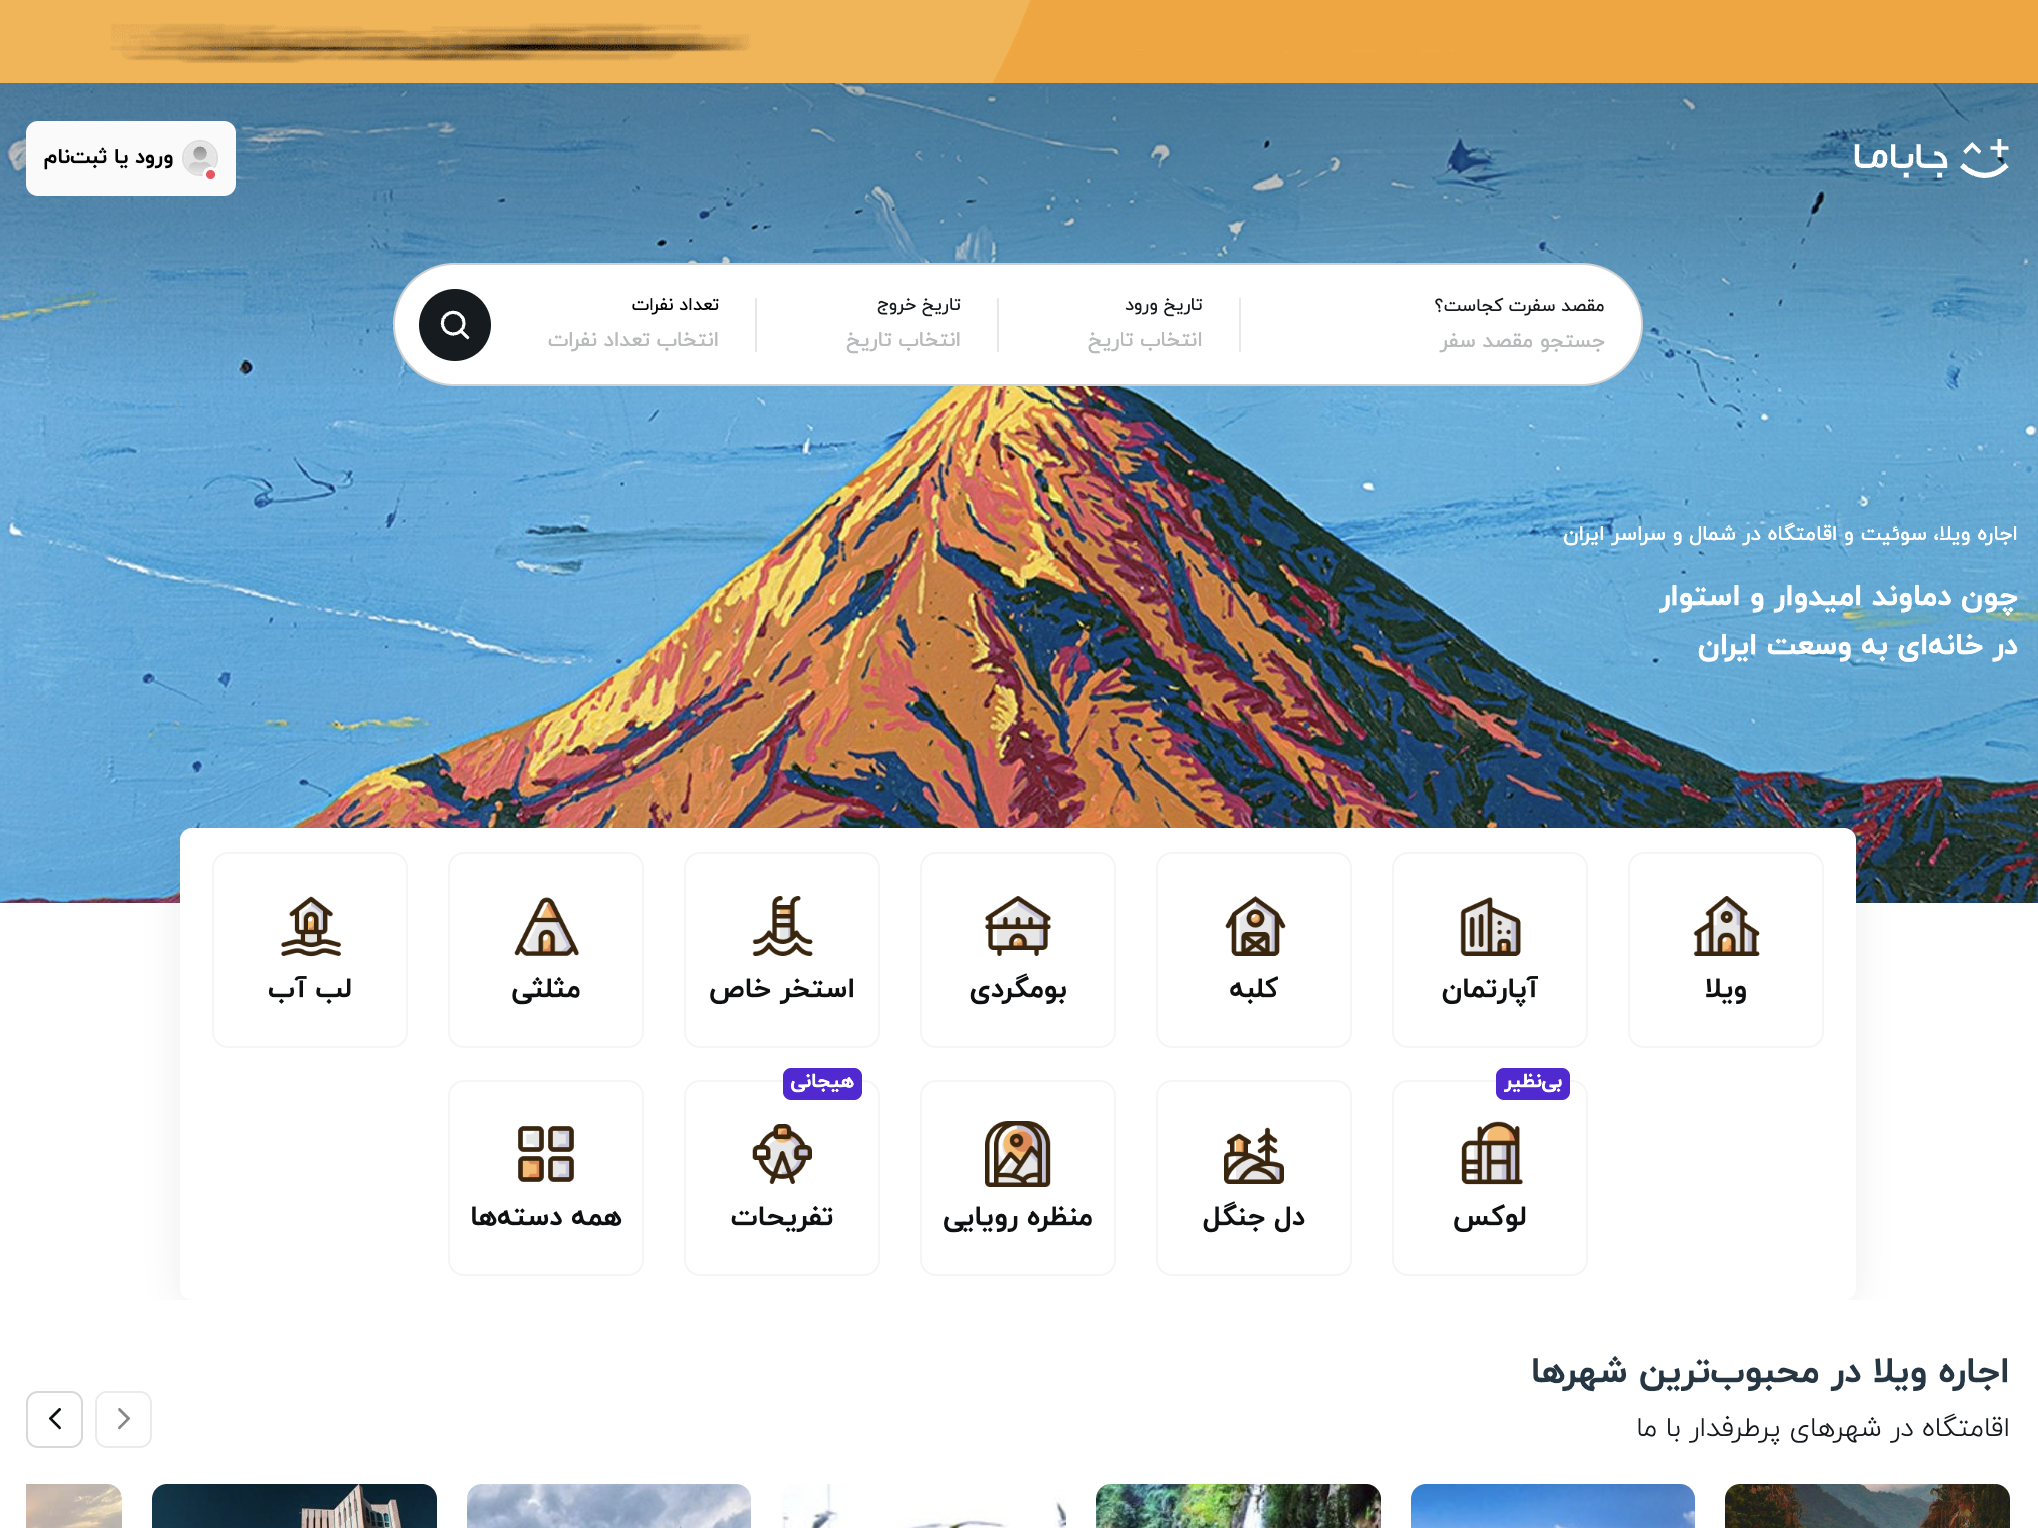 جاباما
ورود یا ثبت‌نام
مقصد سفرت کجاست؟
جستجو مقصد سفر
تاریخ ورود
انتخاب تاریخ
تاریخ خروج
انتخاب تاریخ
تعداد نفرات
انتخاب تعداد نفرات
اجاره ویلا، سوئیت و اقامتگاه در شمال و سراسر ایران
چون دماوند امیدوار و استوار
در خانه‌ای به وسعت ایران
ویلا
آپارتمان
کلبه
بومگردی
استخر خاص
مثلثی
لب آب
بی‌نظیر
لوکس
دل جنگل
منظره رویایی
هیجانی
تفریحات
همه دسته‌ها
اجاره ویلا در محبوب‌ترین شهرها
اقامتگاه در شهرهای پرطرفدار با ما